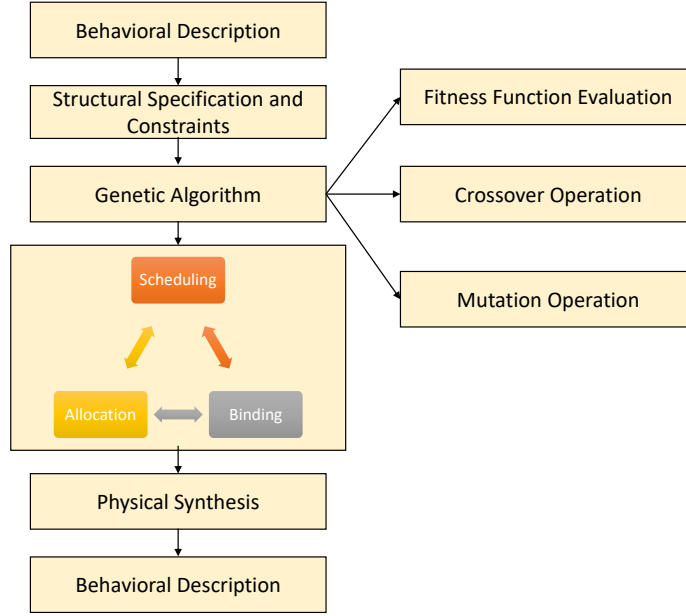 Behavioral Description
Structural Specification and
Constraints
Genetic Algorithm
Fitness Function Evaluation
Crossover Operation
Mutation Operation
Scheduling
Allocation
Binding
Physical Synthesis
Behavioral Description